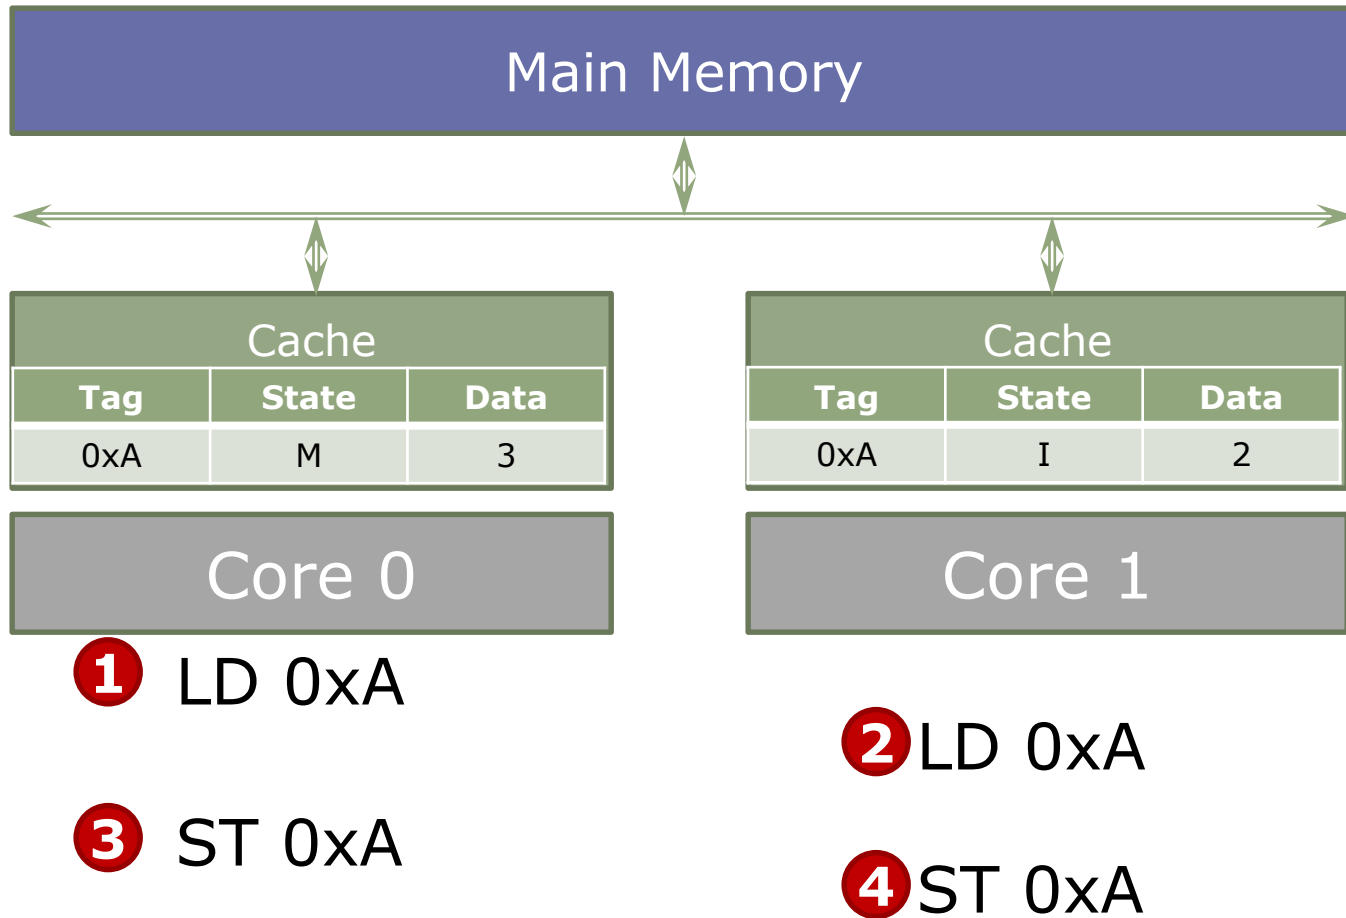 Main Memory
Cache
Tag State Data
0xA M 3
Cache
Tag State Data
0xA I 2
Core 0
Core 1
1 LD 0xA
2 LD 0xA
3 ST 0xA
4 ST 0xA